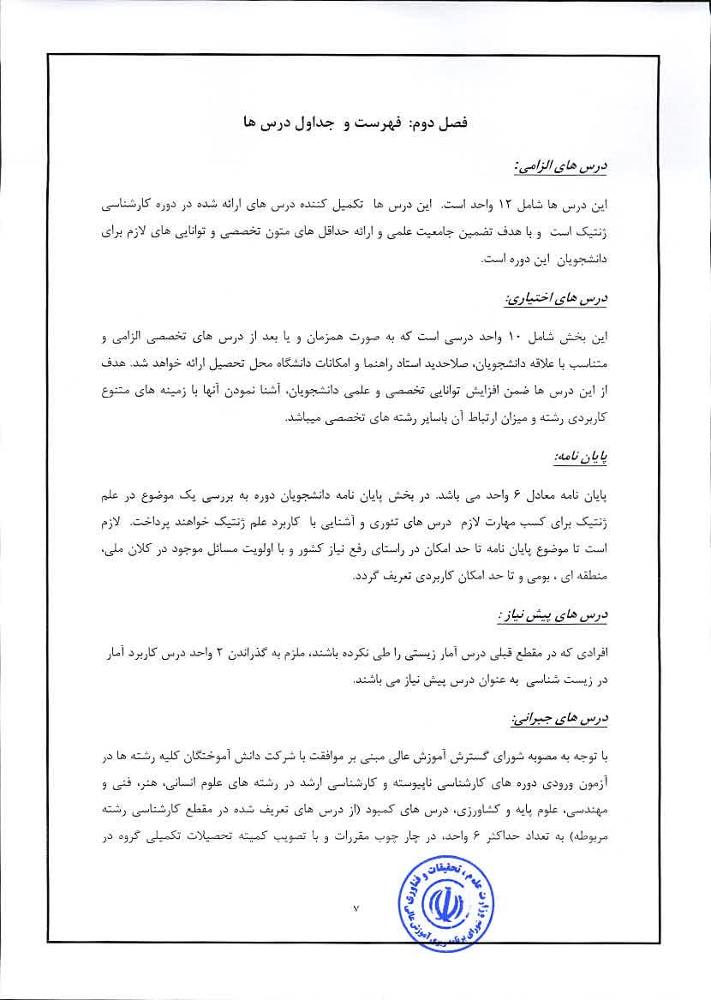 فصل دوم: فهرست و جداول درس ها
درس های الزامی:
این درس ها شامل ۱۲ واحد است. این درس ها تکمیل کننده درس های ارائه شده در دوره کارشناسی
ژنتیک است و با هدف تضمین جامعیت علمی و ارائه حداقل های متون تخصصی و توانایی های لازم برای
دانشجویان این دوره است.
درس های اختیاری:
این بخش شامل ۱۰ واحد درسی است که به صورت همزمان و یا بعد از درس های تخصصی الزامی و
متناسب با علاقه دانشجویان، صلاحدید استاد راهنما و امکانات دانشگاه محل تحصیل ارائه خواهد شد. هدف
از این درس ها ضمن افزایش توانایی تخصصی و علمی دانشجویان، آشنا نمودن آنها با زمینه های متنوع
کاربردی رشته و میزان ارتباط آن باسایر رشته های تخصصی میباشد.
پایان نامه:
پایان نامه معادل ۶ واحد می باشد. در بخش پایان نامه دانشجویان دوره به بررسی یک موضوع در علم
ژنتیک برای کسب مهارت لازم درس های تئوری و آشنایی با کاربرد علم ژنتیک خواهند پرداخت. لازم
است تا موضوع پایان نامه تا حد امکان در راستای رفع نیاز کشور و با اولویت مسائل موجود در کلان ملی،
منطقه ای ، بومی و تا حد امکان کاربردی تعریف گردد.
درس های پیش نیاز :
افرادی که در مقطع قبلی درس آمار زیستی را طی نکرده باشند، ملزم به گذراندن ۲ واحد درس کاربرد آمار
در زیست شناسی به عنوان درس پیش نیاز می باشند.
درس های جبرانی:
با توجه به مصوبه شورای گسترش آموزش عالی مبنی بر موافقت با شرکت دانش آموختگان کلیه رشته ها در
آزمون ورودی دوره های کارشناسی ناپیوسته و کارشناسی ارشد در رشته های علوم انسانی، هنر، فنی و
مهندسی، علوم پایه و کشاورزی، درس های کمبود (از درس های تعریف شده در مقطع کارشناسی رشته
مربوطه) به تعداد حداکثر ۶ واحد، در چار چوب مقررات و با تصویب کمیته تحصیلات تکمیلی گروه در
وزارت علوم، تحقیقات و فناوری
شورای برنامه ریزی آموزش عالی
۷